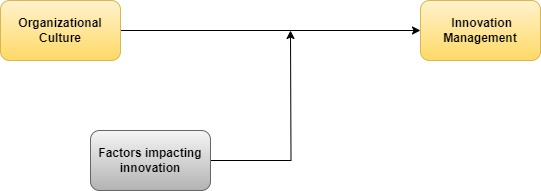 Organizational
Culture
Innovation
Management
Factors impacting
innovation